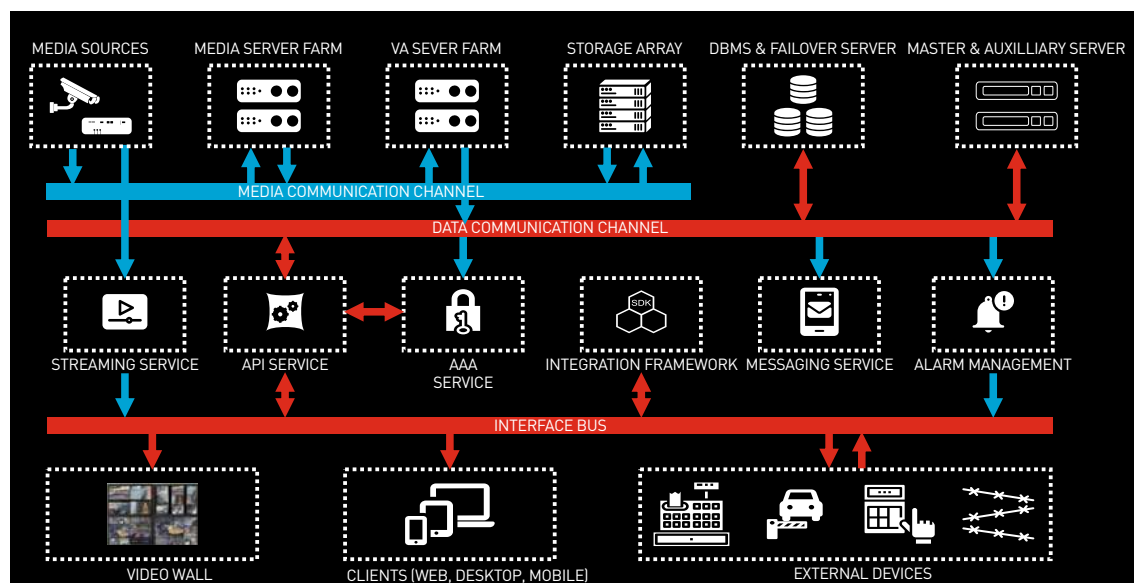 MEDIA SOURCES
MEDIA SERVER FARM
VA SEVER FARM
STORAGE ARRAY
DBMS & FAILOVER SERVER
MASTER & AUXILLIARY SERVER
MEDIA COMMUNICATION CHANNEL
DATA COMMUNICATION CHANNEL
SDK
STREAMING SERVICE
API SERVICE
AAA
SERVICE
INTEGRATION FRAMEWORK
MESSAGING SERVICE
ALARM MANAGEMENT
INTERFACE BUS
VIDEO WALL
CLIENTS (WEB, DESKTOP, MOBILE)
EXTERNAL DEVICES